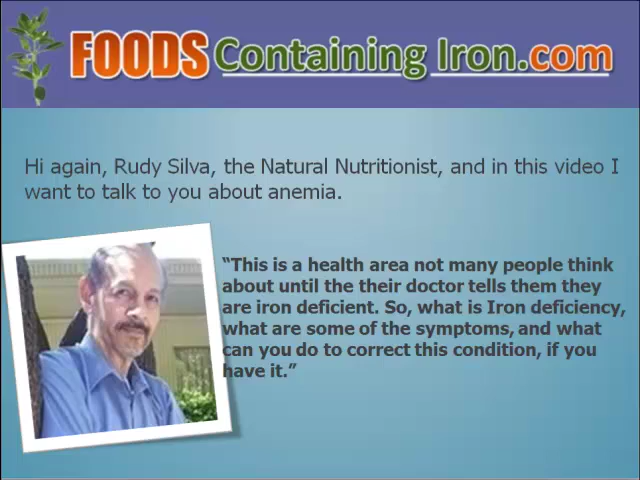 FOODS Containing Iron.com
Hi again, Rudy Silva, the Natural Nutritionist, and in this video I
want to talk to you about anemia.
“This is a health area not many people think
about until the their doctor tells them they
are iron deficient. So, what is Iron deficiency,
what are some of the symptoms, and what
can you do to correct this condition, if you
have it.”